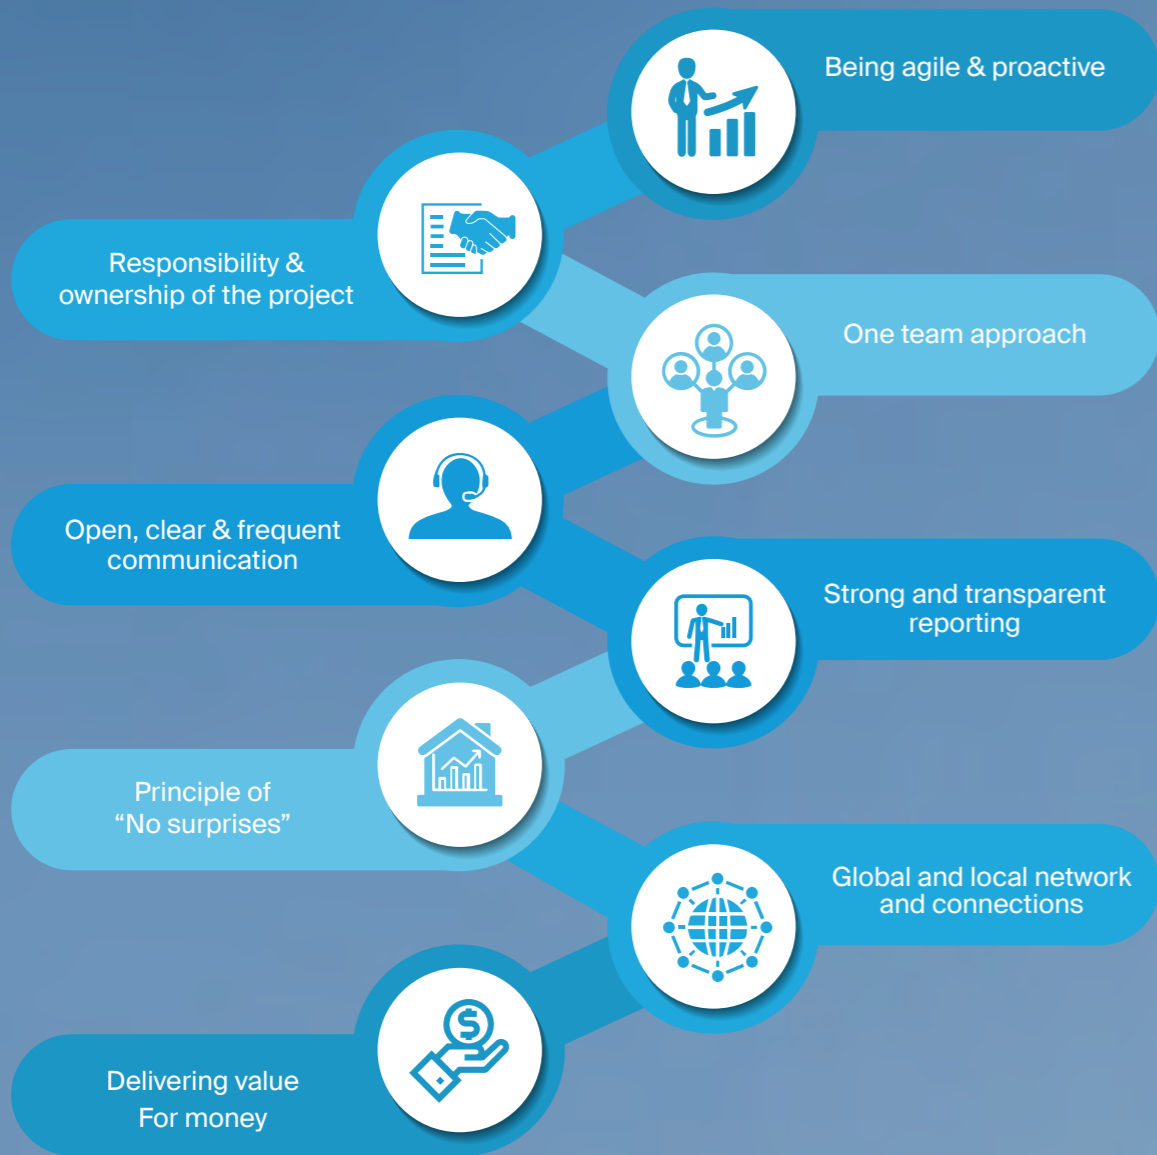 Being agile & proactive
Responsibility &
ownership of the project
One team approach
Open, clear & frequent
communication
Strong and transparent
reporting
Principle of
“No surprises”
Global and local network
and connections
Delivering value
For money